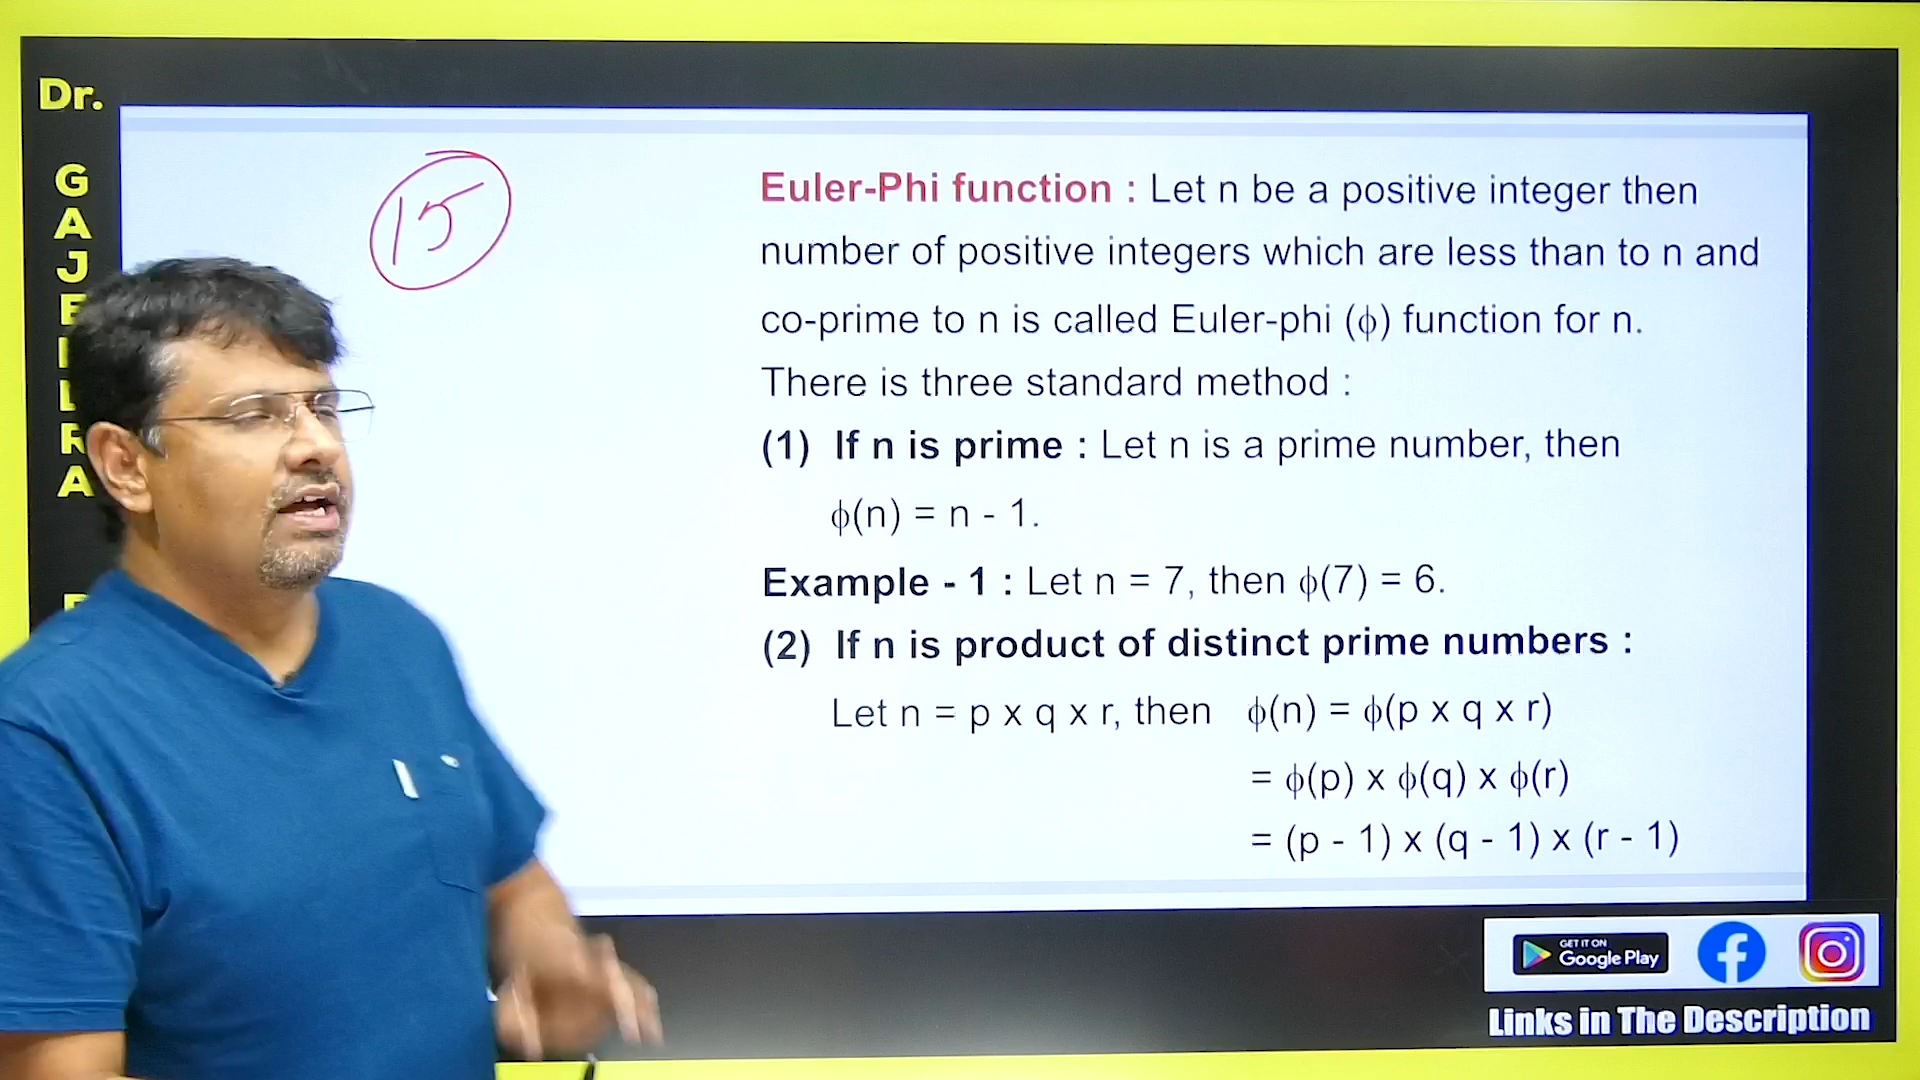 Dr.
G
A
J
E
R
A
15
Euler-Phi function : Let n be a positive integer then
number of positive integers which are less than to n and
co-prime to n is called Euler-phi (ϕ) function for n.
There is three standard method :
(1) If n is prime : Let n is a prime number, then
ϕ(n) = n - 1.
Example - 1 : Let n = 7, then ϕ(7) = 6.
(2) If n is product of distinct prime numbers :
Let n = p x q x r, then ϕ(n) = ϕ(p x q x r)
= ϕ(p) x ϕ(q) x ϕ(r)
= (p - 1) x (q - 1) x (r - 1)
GET IT ON
Google Play
Links in The Description